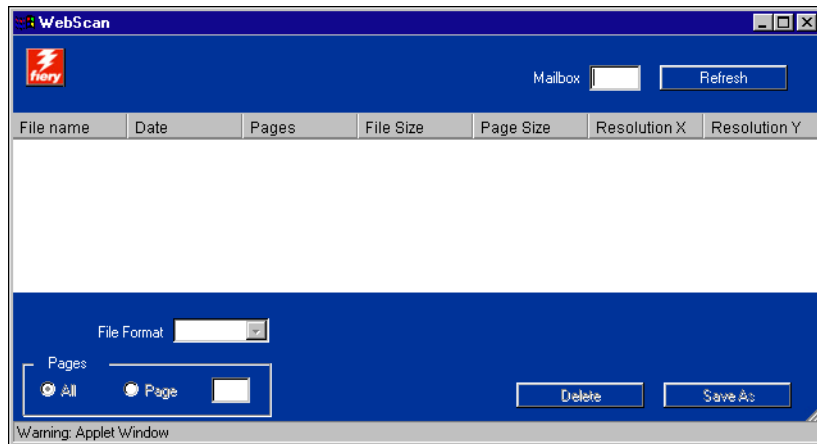 WebScan
fiery
Mailbox Refresh
File name Date Pages File Size Page Size Resolution X Resolution Y
File Format
Pages
All Page
Delete Save As
Warning: Applet Window